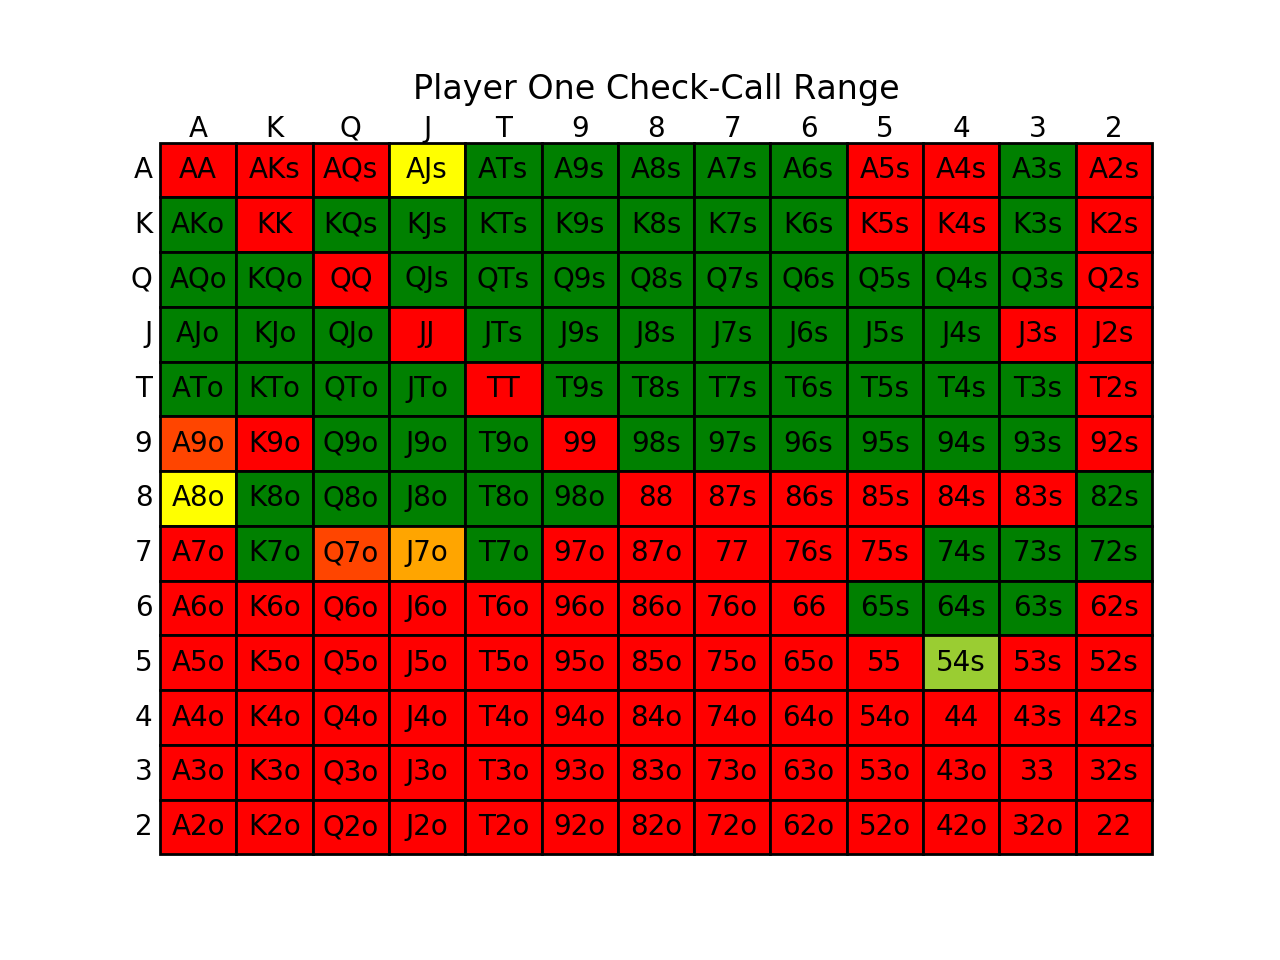 Player One Check-Call Range
A K Q J T 9 8 7 6 5 4 3 2
A AA AKs AQs AJs ATs A9s A8s A7s A6s A5s A4s A3s A2s
K AKo KK KQs KJs KTs K9s K8s K7s K6s K5s K4s K3s K2s
Q AQo KQo QQ QJs QTs Q9s Q8s Q7s Q6s Q5s Q4s Q3s Q2s
J AJo KJo QJo JJ JTs J9s J8s J7s J6s J5s J4s J3s J2s
T ATo KTo QTo JTo TT T9s T8s T7s T6s T5s T4s T3s T2s
9 A9o K9o Q9o J9o T9o 99 98s 97s 96s 95s 94s 93s 92s
8 A8o K8o Q8o J8o T8o 98o 88 87s 86s 85s 84s 83s 82s
7 A7o K7o Q7o J7o T7o 97o 87o 77 76s 75s 74s 73s 72s
6 A6o K6o Q6o J6o T6o 96o 86o 76o 66 65s 64s 63s 62s
5 A5o K5o Q5o J5o T5o 95o 85o 75o 65o 55 54s 53s 52s
4 A4o K4o Q4o J4o T4o 94o 84o 74o 64o 54o 44 43s 42s
3 A3o K3o Q3o J3o T3o 93o 83o 73o 63o 53o 43o 33 32s
2 A2o K2o Q2o J2o T2o 92o 82o 72o 62o 52o 42o 32o 22